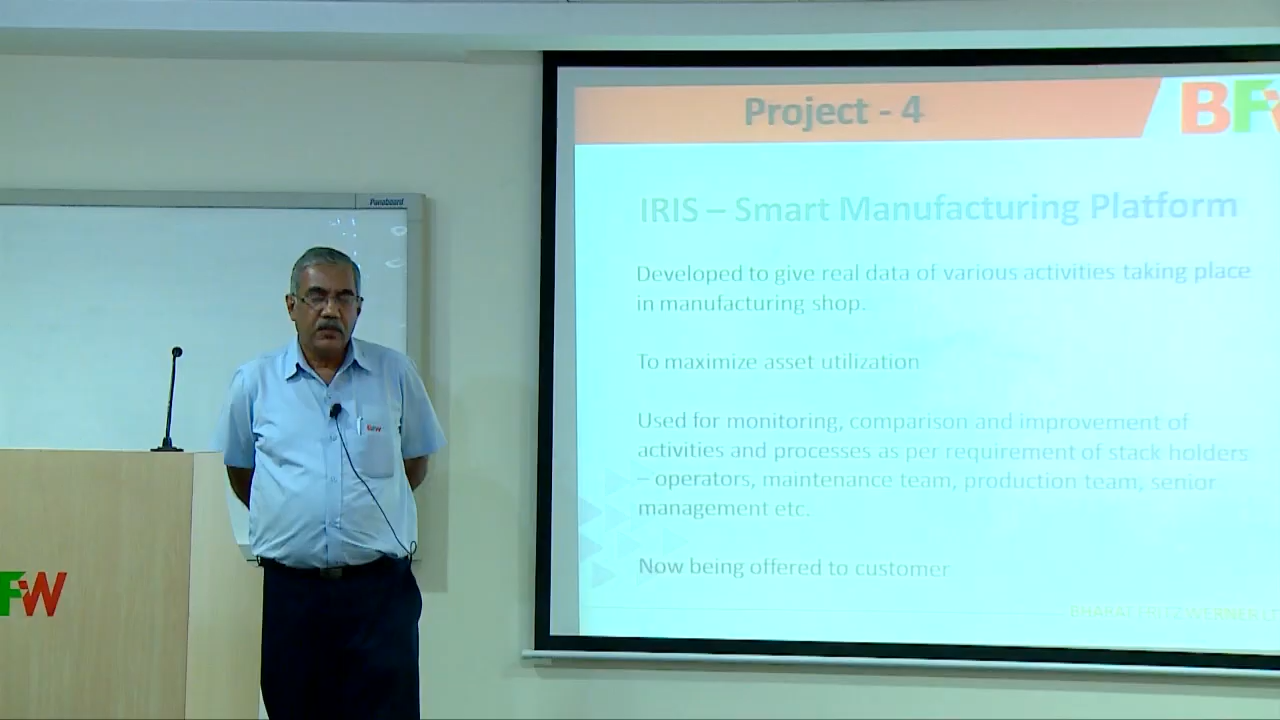 Project - 4
BF
IRIS – Smart Manufacturing Platform
Developed to give real data of various activities taking place
in manufacturing shop.
To maximize asset utilization
Used for monitoring, comparison and improvement of
activities and processes as per requirement of stack holders
– operators, maintenance team, production team, senior
management etc.
Now being offered to customer
BHARAT FRITZ WERNER
Panaboard
BFW
FW